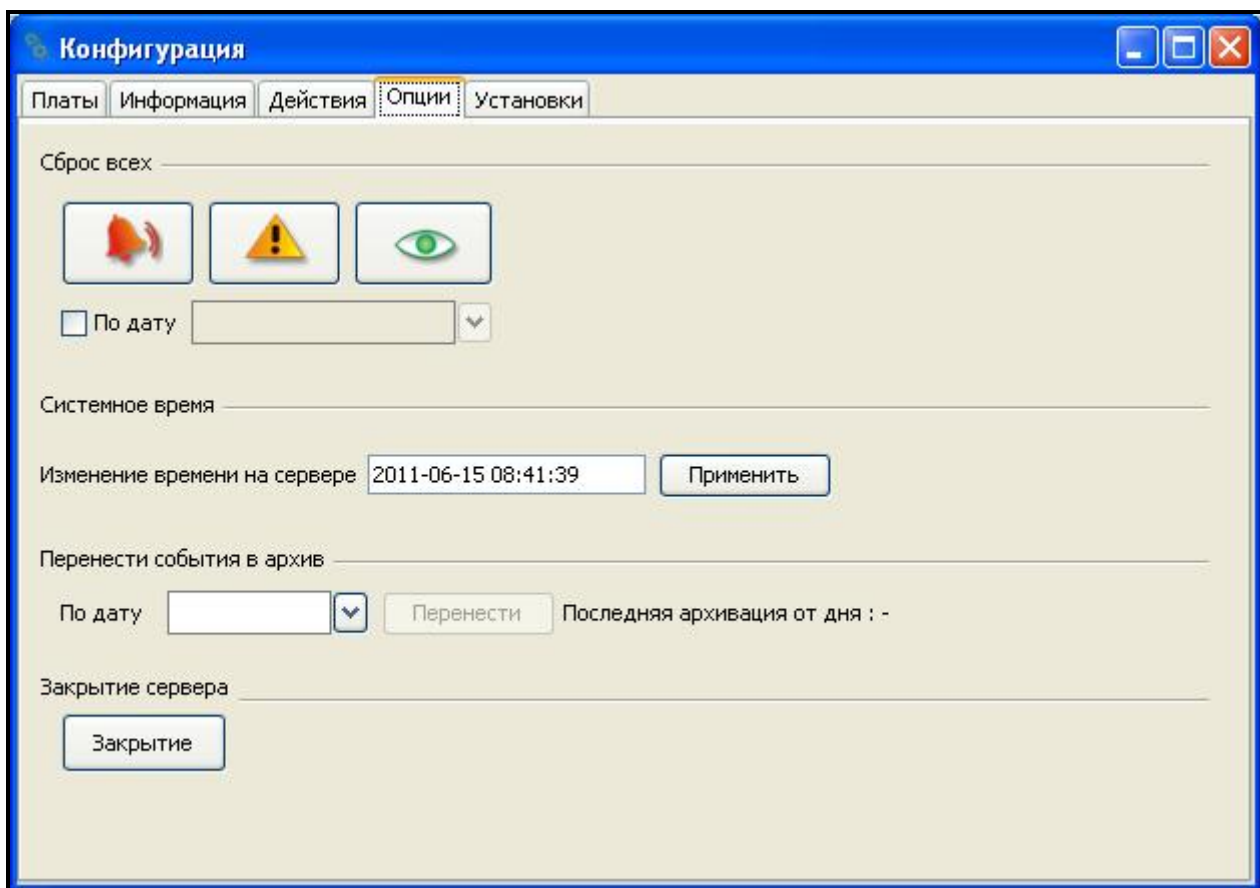 Конфигурация
Платы Информация Действия Опции Установки
Сброс всех
По дату
Системное время
Изменение времени на сервере 2011-06-15 08:41:39 Применить
Перенести события в архив
По дату Перенести Последняя архивация от дня : -
Закрытие сервера
Закрытие